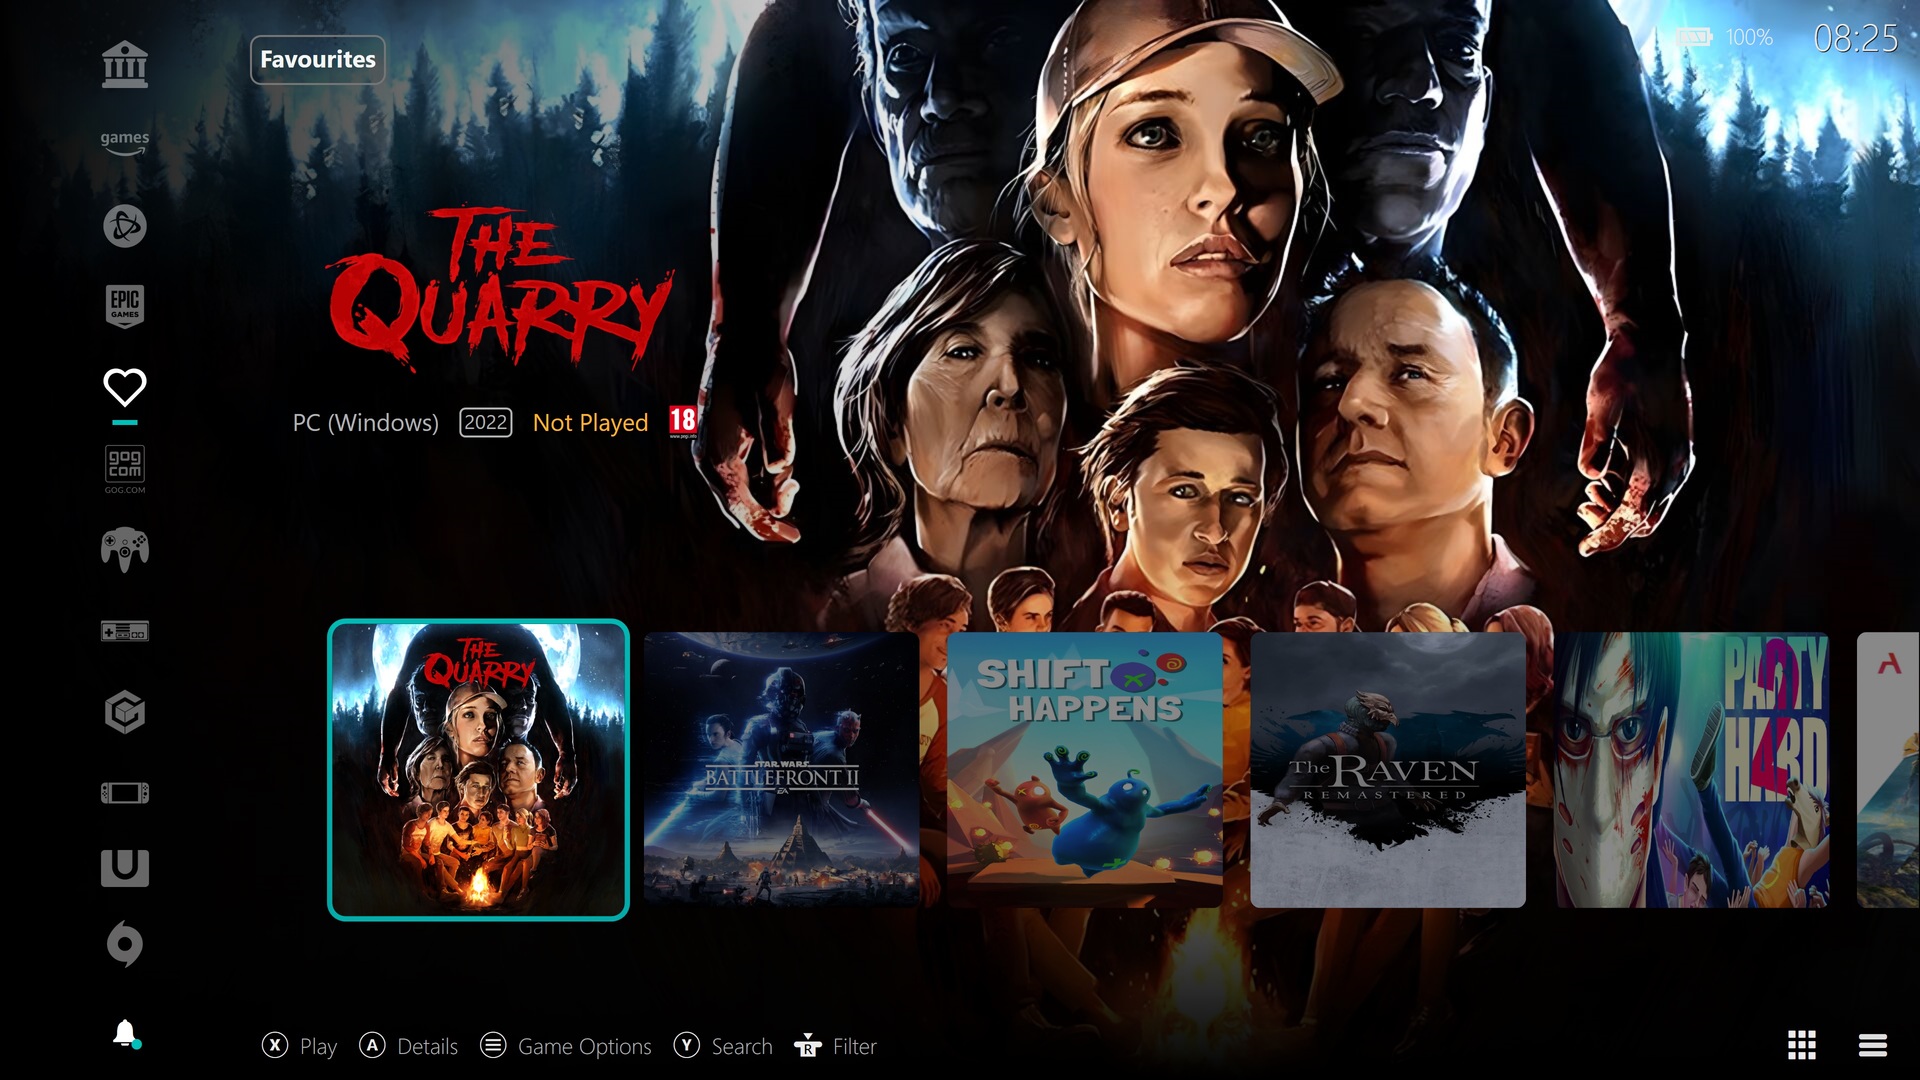 Favourites
100%
08:25
games
EPIC
GAMES
gog
com
GOG.COM
THE
QUARRY
PC (Windows)
2022
Not Played
18
THE
QUARRY
STAR WARS
BATTLEFRONT II
EA
SHIFT
HAPPENS
The RAVEN
REMASTERED
PARTY
HARD
2
X Play
A Details
Game Options
Y Search
R Filter